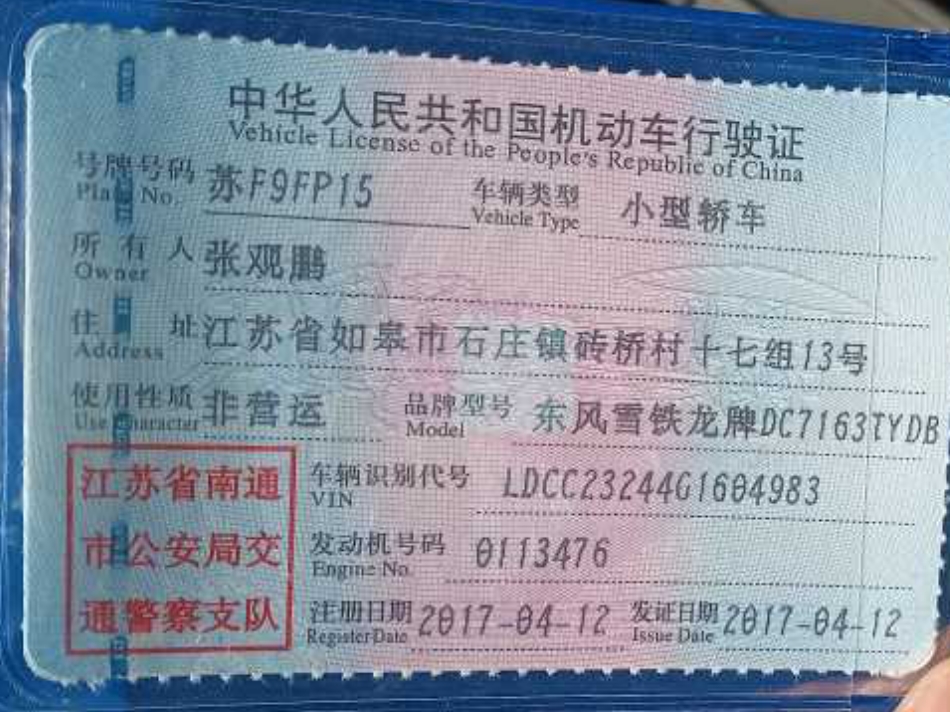 中华人民共和国机动车行驶证
Vehicle License of the People's Republic of China
号牌号码 苏F9FP15 车辆类型 小型轿车
Plate No. Vehicle Type
所有人 张观鹏
Owner
住址 江苏省如皋市石庄镇砖桥村十七组13号
Address
使用性质 非营运 品牌型号 东风雪铁龙牌DC7163TYDB
Use Character Model
江苏省南通 车辆识别代号 LDCC23244G1604983
VIN
市公安局交 发动机号码 0113476
Engine No.
通警察支队 注册日期 2017-04-12 发证日期 2017-04-12
Register Date Issue Date